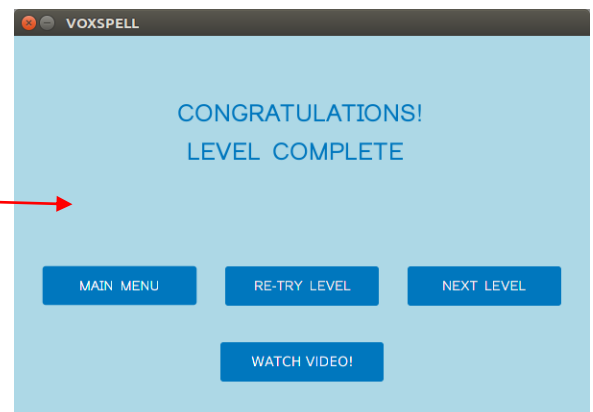 VOXSPELL
CONGRATULATIONS!
LEVEL COMPLETE
MAIN MENU
RE-TRY LEVEL
NEXT LEVEL
WATCH VIDEO!